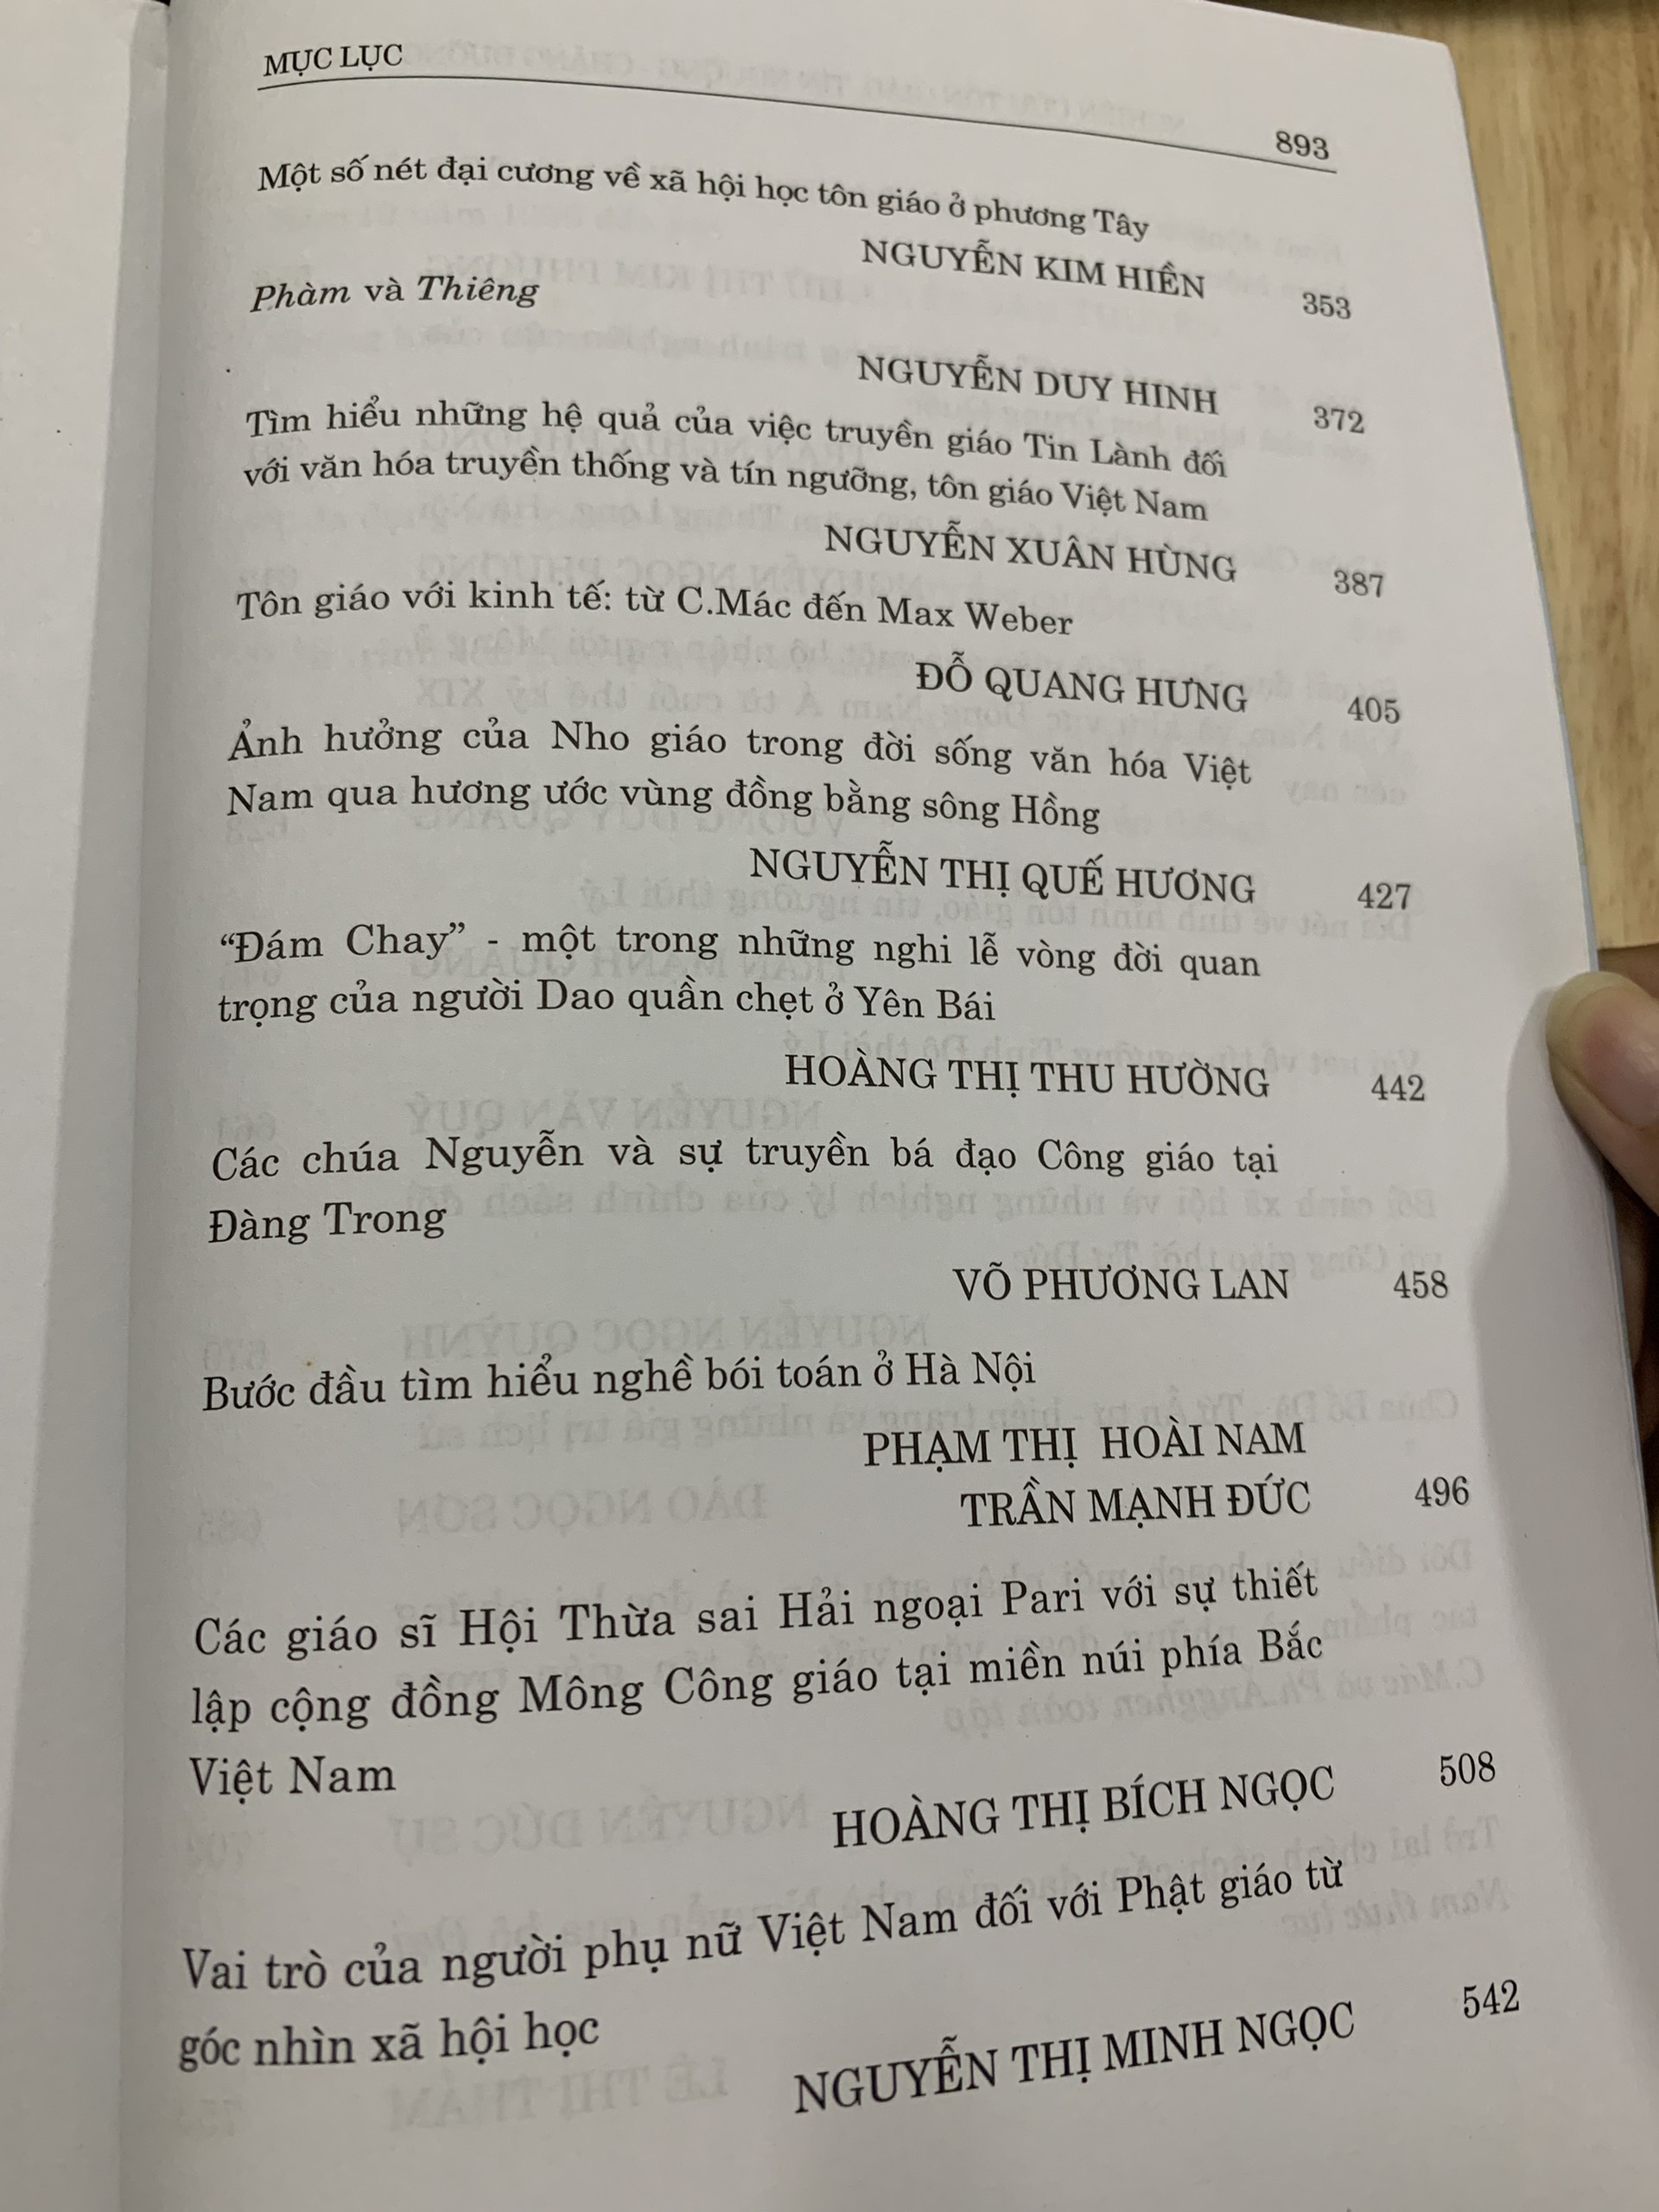 MỤC LỤC
893
Một số nét đại cương về xã hội học tôn giáo ở phương Tây
NGUYỄN KIM HIỀN 353
Phàm và Thiêng
NGUYỄN DUY HINH 372
Tìm hiểu những hệ quả của việc truyền giáo Tin Lành đối
với văn hóa truyền thống và tín ngưỡng, tôn giáo Việt Nam
NGUYỄN XUÂN HÙNG 387
Tôn giáo với kinh tế: từ C.Mác đến Max Weber
ĐỖ QUANG HƯNG 405
Ảnh hưởng của Nho giáo trong đời sống văn hóa Việt
Nam qua hương ước vùng đồng bằng sông Hồng
NGUYỄN THỊ QUẾ HƯƠNG 427
“Đám Chay” - một trong những nghi lễ vòng đời quan
trọng của người Dao quần chẹt ở Yên Bái
HOÀNG THỊ THU HƯỜNG 442
Các chúa Nguyễn và sự truyền bá đạo Công giáo tại
Đàng Trong
VÕ PHƯƠNG LAN 458
Bước đầu tìm hiểu nghề bói toán ở Hà Nội
PHẠM THỊ HOÀI NAM
TRẦN MẠNH ĐỨC 496
Các giáo sĩ Hội Thừa sai Hải ngoại Pari với sự thiết
lập cộng đồng Mông Công giáo tại miền núi phía Bắc
Việt Nam
HOÀNG THỊ BÍCH NGỌC 508
Vai trò của người phụ nữ Việt Nam đối với Phật giáo từ
góc nhìn xã hội học
NGUYỄN THỊ MINH NGỌC 542